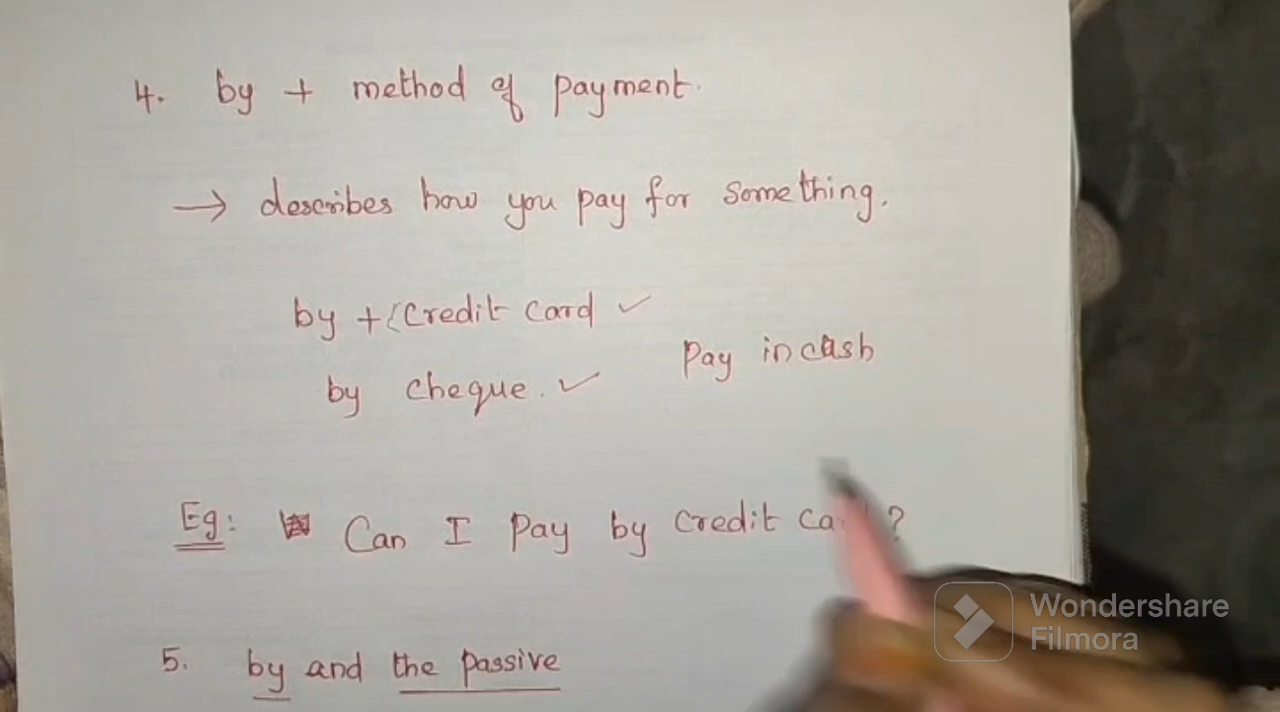 4. by + method of payment.
→ describes how you pay for something.
by + Credit card ✓
by cheque. ✓
Pay in cash
Eg: Can I pay by credit card?
5. by and the passive
Wondershare
Filmora